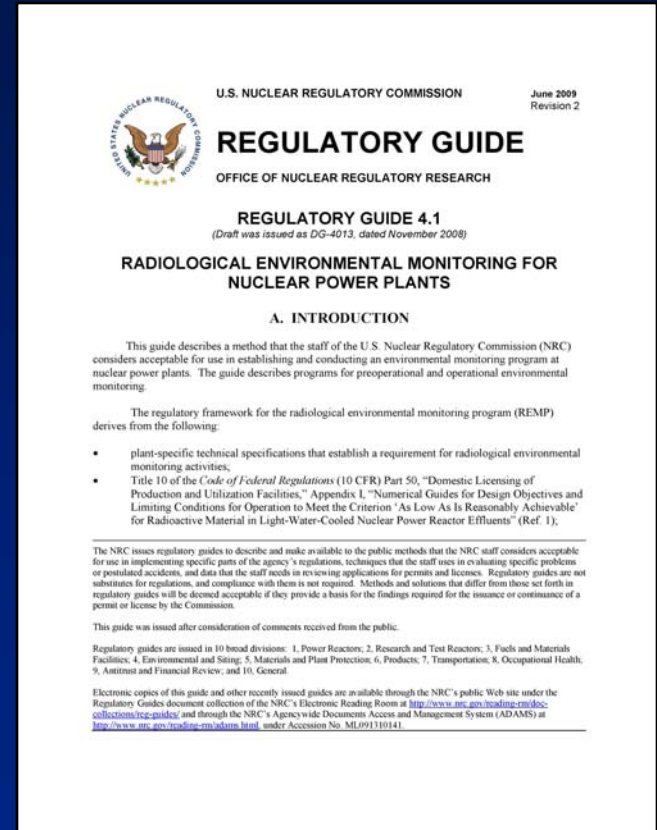 U.S. NUCLEAR REGULATORY COMMISSION
June 2009
Revision 2
UNITED STATES NUCLEAR REGULATORY COMMISSION
REGULATORY GUIDE
OFFICE OF NUCLEAR REGULATORY RESEARCH
REGULATORY GUIDE 4.1
(Draft was issued as DG-4013, dated November 2008)
RADIOLOGICAL ENVIRONMENTAL MONITORING FOR
NUCLEAR POWER PLANTS
A. INTRODUCTION
This guide describes a method that the staff of the U.S. Nuclear Regulatory Commission (NRC)
considers acceptable for use in establishing and conducting an environmental monitoring program at
nuclear power plants. The guide describes programs for preoperational and operational environmental
monitoring.
The regulatory framework for the radiological environmental monitoring program (REMP)
derives from the following:
• plant-specific technical specifications that establish a requirement for radiological environmental
monitoring activities;
• Title 10 of the Code of Federal Regulations (10 CFR) Part 50, “Domestic Licensing of
Production and Utilization Facilities,” Appendix I, “Numerical Guides for Design Objectives and
Limiting Conditions for Operation to Meet the Criterion ‘As Low As Is Reasonably Achievable’
for Radioactive Material in Light-Water-Cooled Nuclear Power Reactor Effluents” (Ref. 1);
The NRC issues regulatory guides to describe and make available to the public methods that the NRC staff considers acceptable
for use in implementing specific parts of the agency’s regulations, techniques that the staff uses in evaluating specific problems
or postulated accidents, and data that the staff needs in reviewing applications for permits and licenses. Regulatory guides are not
substitutes for regulations, and compliance with them is not required. Methods and solutions that differ from those set forth in
regulatory guides will be deemed acceptable if they provide a basis for the findings required for the issuance or continuance of a
permit or license by the Commission.
This guide was issued after consideration of comments received from the public.
Regulatory guides are issued in 10 broad divisions: 1, Power Reactors; 2, Research and Test Reactors; 3, Fuels and Materials
Facilities; 4, Environmental and Siting; 5, Materials and Plant Protection; 6, Products; 7, Transportation; 8, Occupational Health;
9, Antitrust and Financial Review; and 10, General.
Electronic copies of this guide and other recently issued guides are available through the NRC’s public Web site under the
Regulatory Guides document collection of the NRC’s Electronic Reading Room at http://www.nrc.gov/reading-rm/doc-
collections/reg-guides/ and through the NRC’s Agencywide Documents Access and Management System (ADAMS) at
http://www.nrc.gov/reading-rm/adams.html, under Accession No. ML091310141.